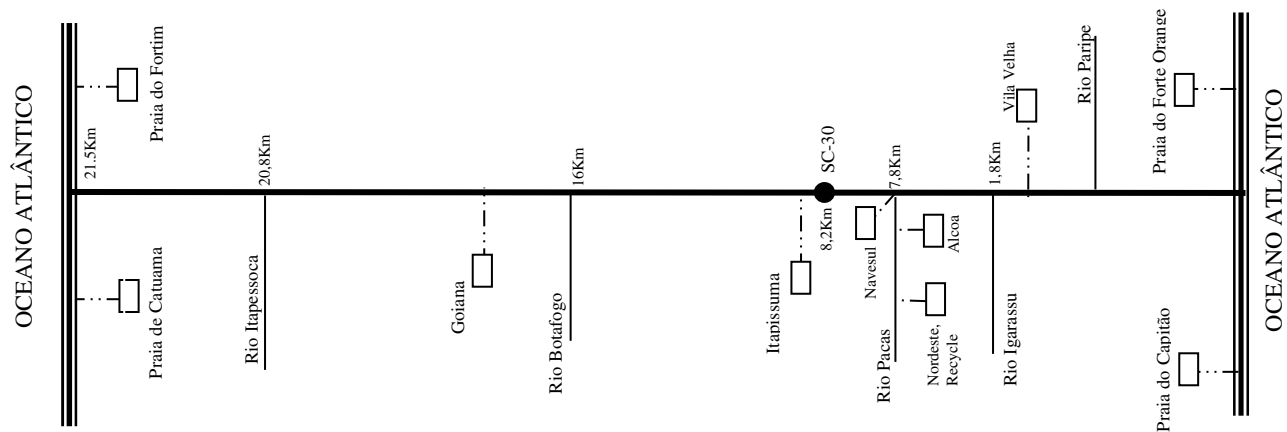 OCEANO ATLÂNTICO
Praia do Fortim
21.5Km
Praia de Catuama
20,8Km
Rio Itapessoca
Goiana
16Km
Rio Botafogo
SC-30
8,2Km
Itapissuma
Navesul
7,8Km
Rio Pacas
Alcoa
Nordeste,
Recycle
1,8Km
Rio Igarassu
Vila Velha
Rio Paripe
Praia do Forte Orange
Praia do Capitão
OCEANO ATLÂNTICO